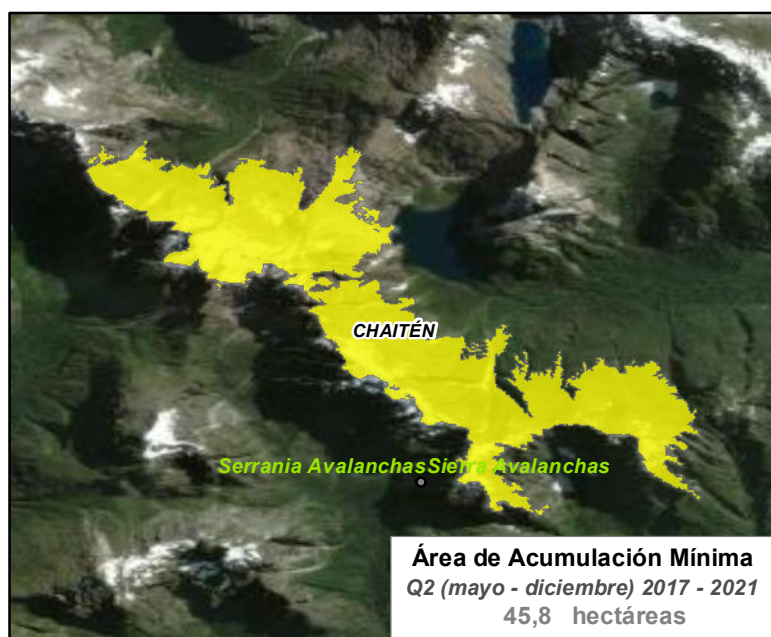 CHAITÉN
Serrania Avalanchas Sierra Avalanchas
Área de Acumulación Mínima
Q2 (mayo - diciembre) 2017 - 2021
45,8 hectáreas